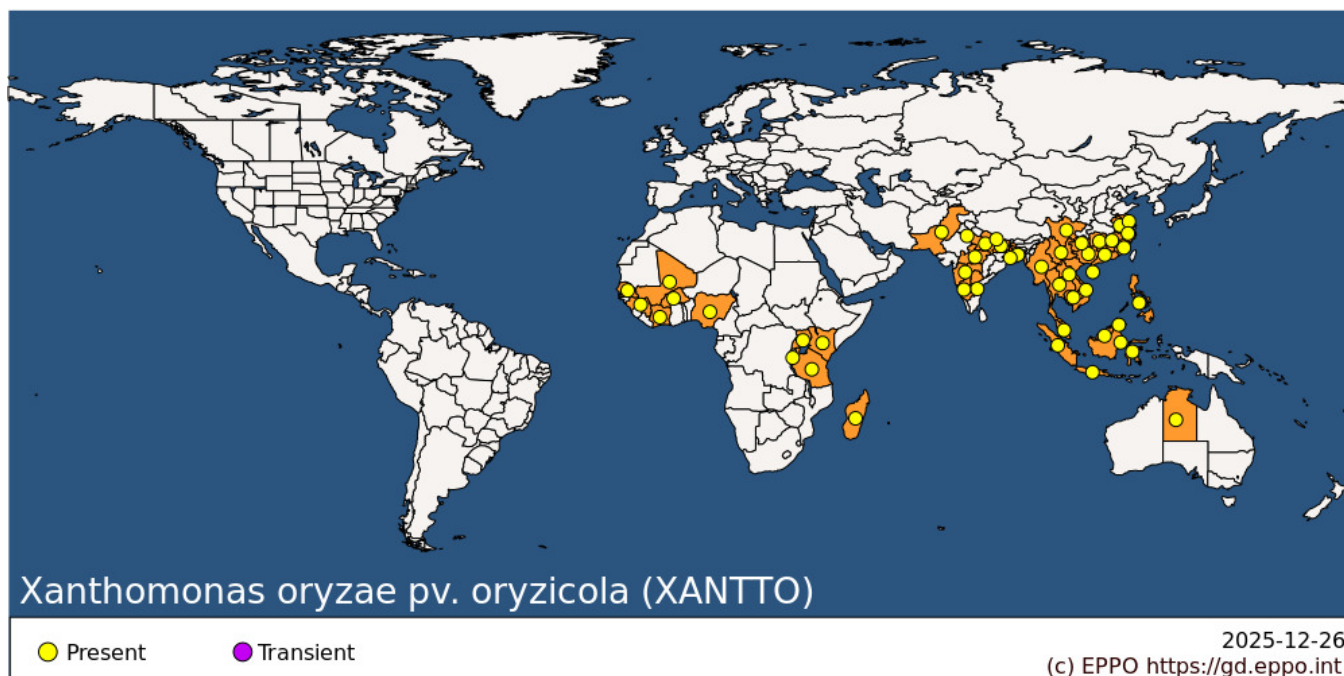 Xanthomonas oryzae pv. oryzicola (XANTTO)
Present
Transient
2025-12-26
(c) EPPO https://gd.eppo.int